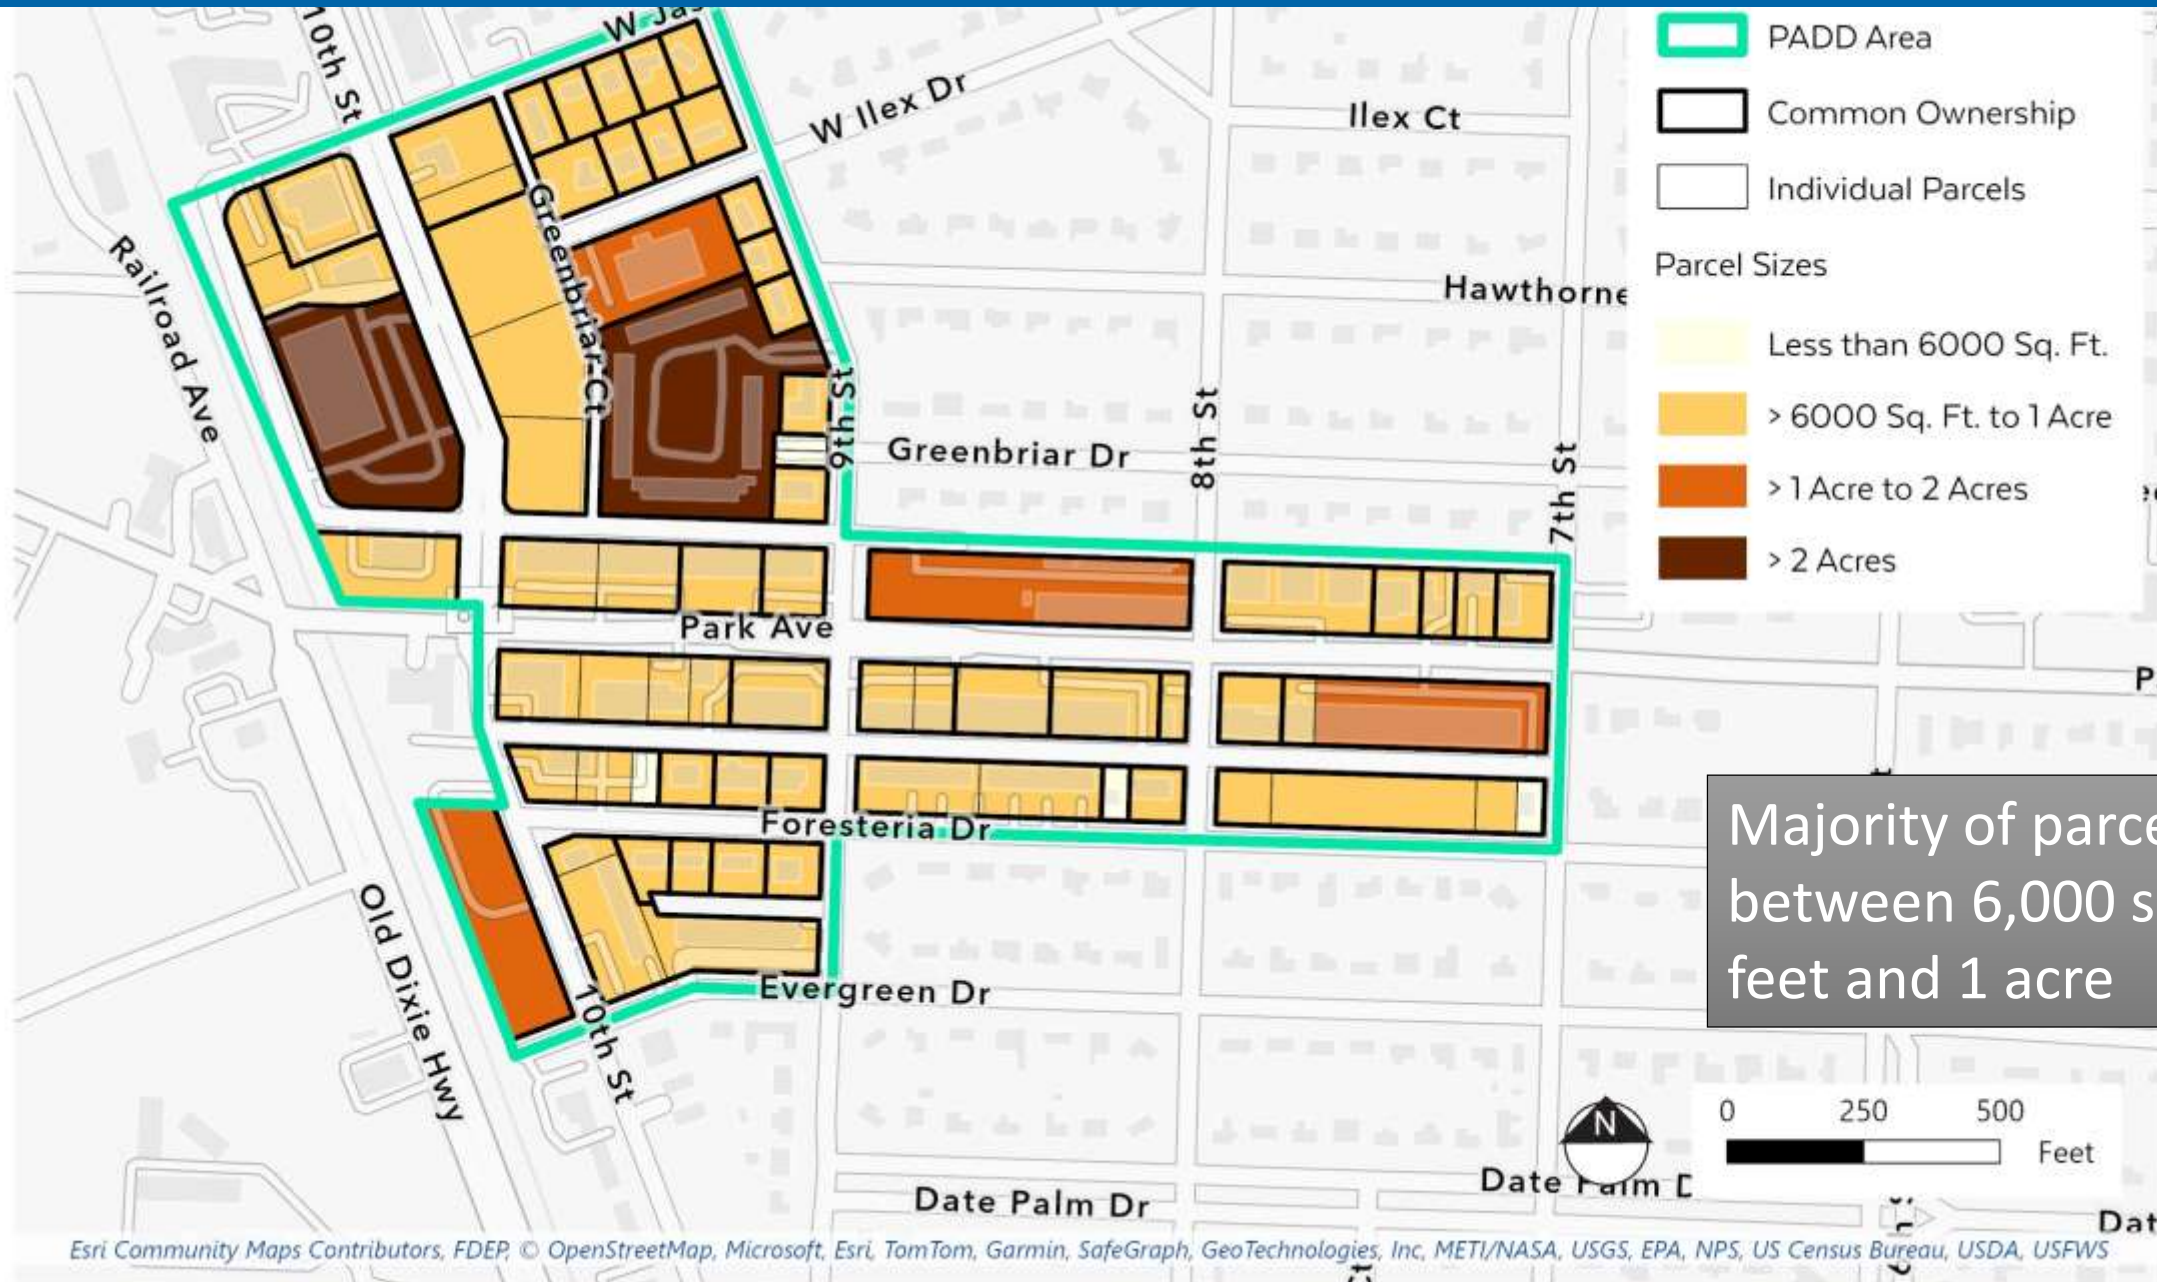 W Jas
10th St
W Ilex Dr
Ilex Ct
Greenbriar Ct
Railroad Ave
Hawthorne
9th St
Greenbriar Dr
8th St
7th St
Park Ave
P
Foresteria Dr
Old Dixie Hwy
10th St
Evergreen Dr
Date Palm Dr
Date Palm D
Dat
PADD Area
Common Ownership
Individual Parcels
Parcel Sizes
Less than 6000 Sq. Ft.
> 6000 Sq. Ft. to 1 Acre
> 1 Acre to 2 Acres
> 2 Acres
Majority of parce
between 6,000 s
feet and 1 acre
N
0 250 500
Feet
Esri Community Maps Contributors, FDEP, © OpenStreetMap, Microsoft, Esri, TomTom, Garmin, SafeGraph, GeoTechnologies, Inc, METI/NASA, USGS, EPA, NPS, US Census Bureau, USDA, USFWS